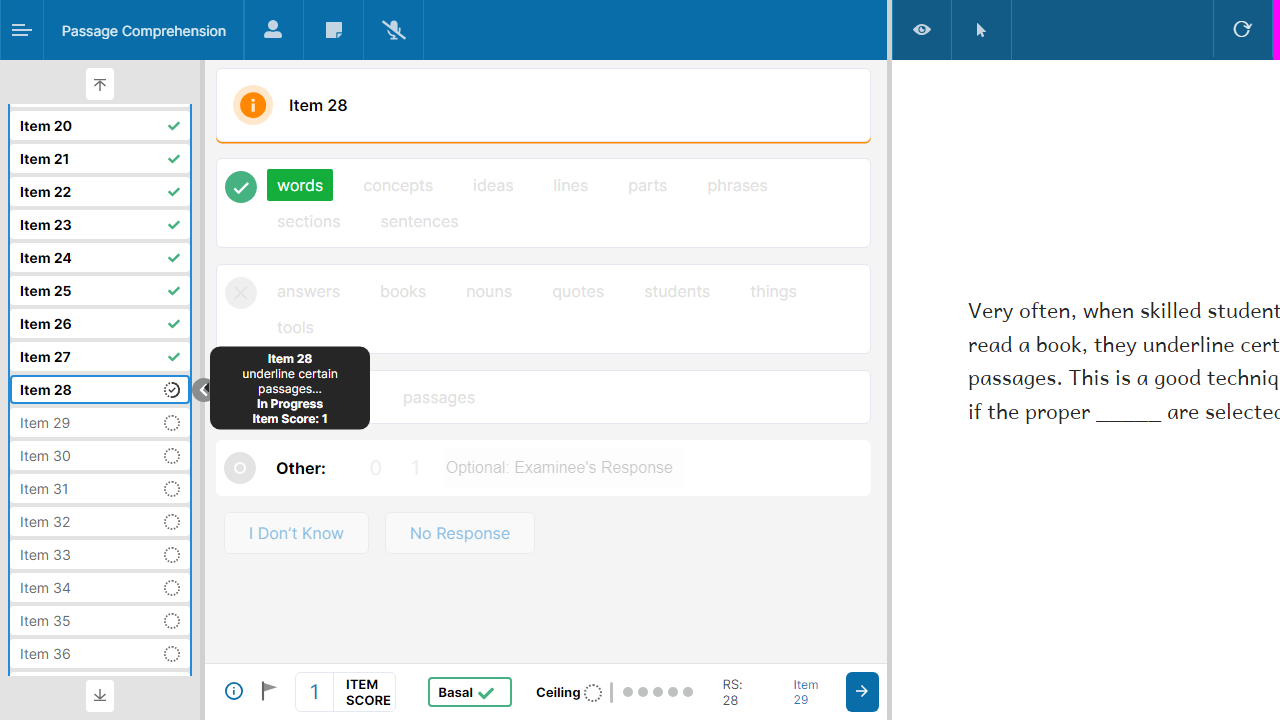 Passage Comprehension
Item 20
Item 21
Item 22
Item 23
Item 24
Item 25
Item 26
Item 27
Item 28
Item 29
Item 30
Item 31
Item 32
Item 33
Item 34
Item 35
Item 36
Item 28
words concepts ideas lines parts phrases
sections sentences
answers books nouns quotes students things
tools
Item 28
underline certain
passages...
In Progress
Item Score: 1
passages
Other: 0 1 Optional: Examinee's Response
I Don't Know No Response
1 ITEM SCORE
Basal
Ceiling
RS:
28
Item
29
Very often, when skilled student
read a book, they underline cert
passages. This is a good techniq
if the proper _____ are selected